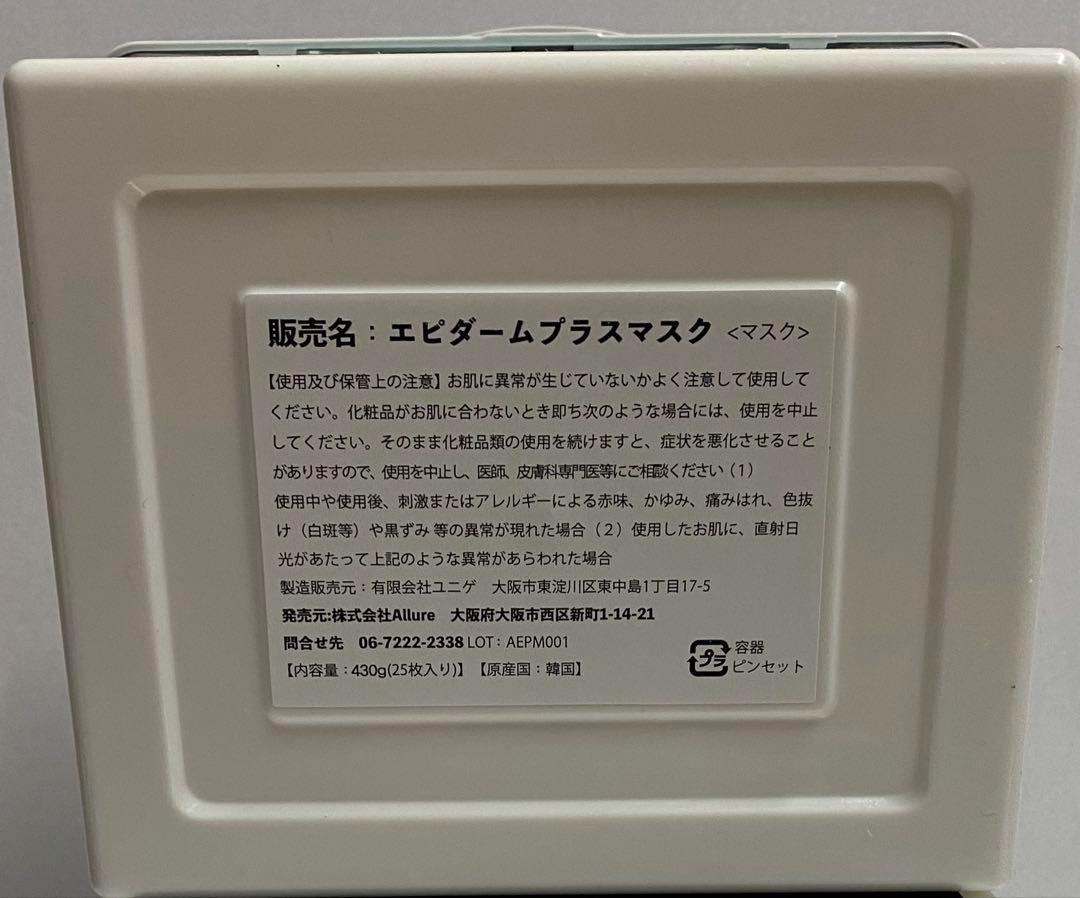 販売名：エピダームプラスマスク <マスク>
【使用及び保管上の注意】お肌に異常が生じていないかよく注意して使用して
ください。化粧品がお肌に合わないとき即ち次のような場合には、使用を中止
してください。そのまま化粧品類の使用を続けますと、症状を悪化させること
がありますので、使用を中止し、医師、皮膚科専門医等にご相談ください（1）
使用中や使用後、刺激またはアレルギーによる赤味、かゆみ、痛みはれ、色抜
け（白斑等）や黒ずみ 等の異常が現れた場合（2）使用したお肌に、直射日
光があたって上記のような異常があらわれた場合
製造販売元：有限会社ユニゲ　大阪市東淀川区東中島1丁目17-5
発売元:株式会社Allure　大阪府大阪市西区新町1-14-21
問合せ先　06-7222-2338 LOT：AEPM001
【内容量：430g(25枚入り)】【原産国：韓国】
プラ 容器
ピンセット